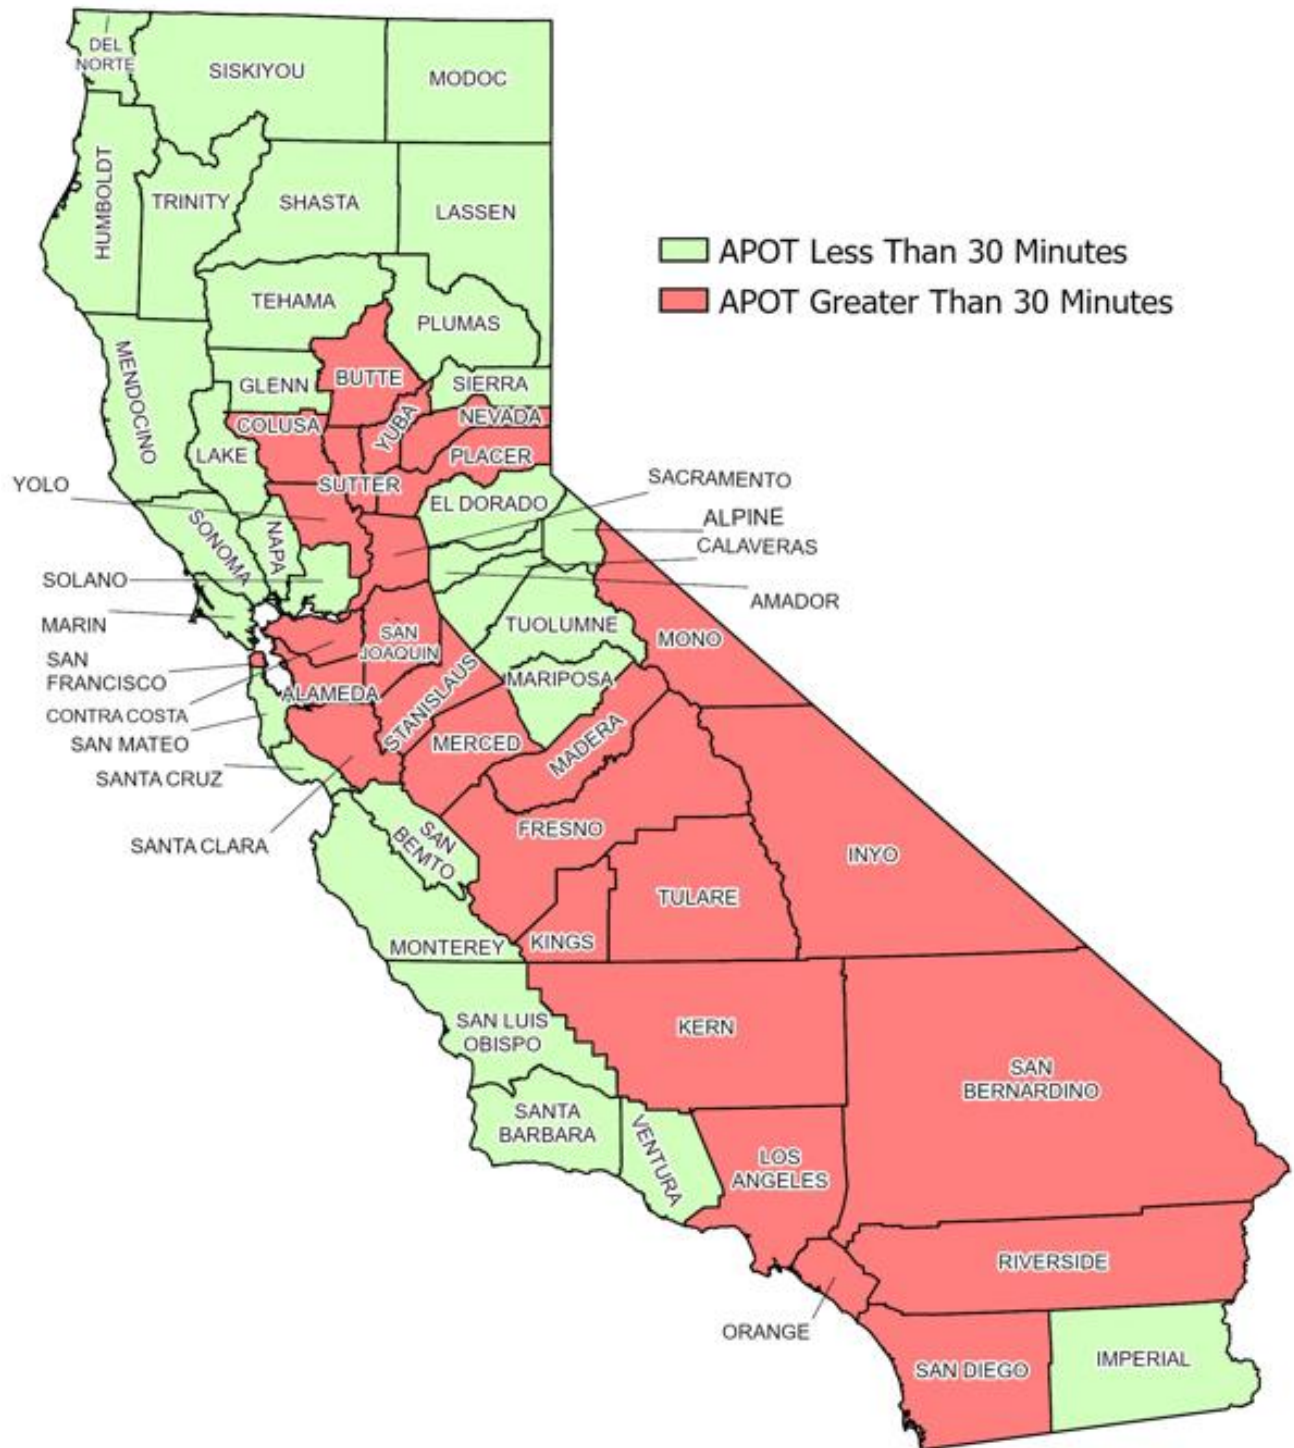 DEL
NORTE
SISKIYOU
MODOC
HUMBOLDT
TRINITY
SHASTA
LASSEN
APOT Less Than 30 Minutes
APOT Greater Than 30 Minutes
TEHAMA
PLUMAS
MENDOCINO
GLENN
BUTTE
SIERRA
COLUSA
YUBA
NEVADA
LAKE
PLACER
YOLO
SUTTER
SACRAMENTO
EL DORADO
ALPINE
SONOMA
NAPA
CALAVERAS
SOLANO
AMADOR
MARIN
TUOLUMNE
MONO
SAN
JOAQUIN
SAN
FRANCISCO
MARIPOSA
ALAMEDA
STANISLAUS
CONTRA COSTA
MERCED
MADERA
SAN MATEO
SANTA CRUZ
SANTA CLARA
SAN
BEMTO
FRESNO
INYO
TULARE
MONTEREY
KINGS
SAN LUIS
OBISPO
KERN
SAN
BERNARDINO
SANTA
BARBARA
VENTURA
LOS
ANGELES
RIVERSIDE
ORANGE
SAN DIEGO
IMPERIAL